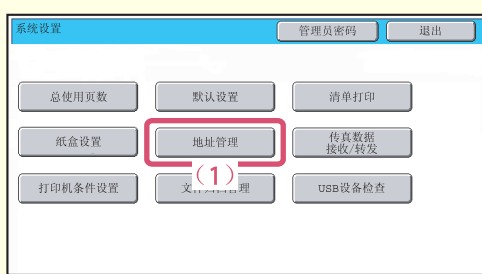 系统设置
管理员密码
退出
总使用页数
默认设置
清单打印
纸盒设置
地址管理
传真数据
接收/转发
打印机条件设置
(1)
USB设备检查